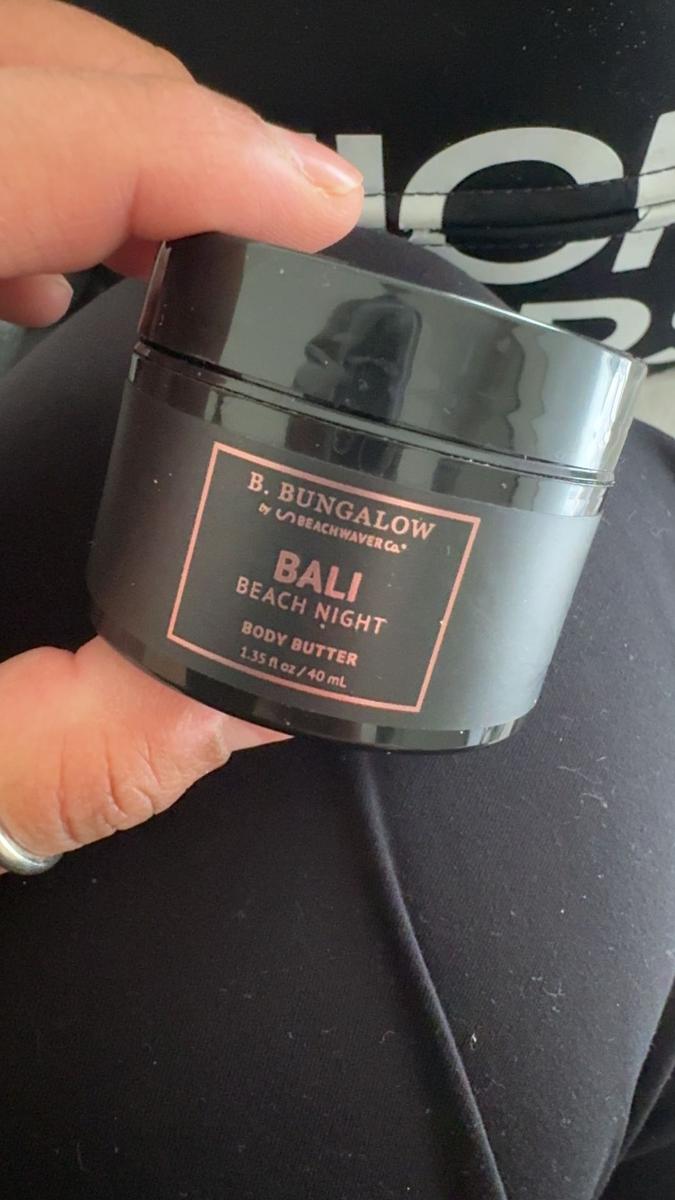 B. BUNGALOW
by BEACHWAVER Co.®
BALI
BEACH NIGHT
BODY BUTTER
1.35 fl oz / 40 mL